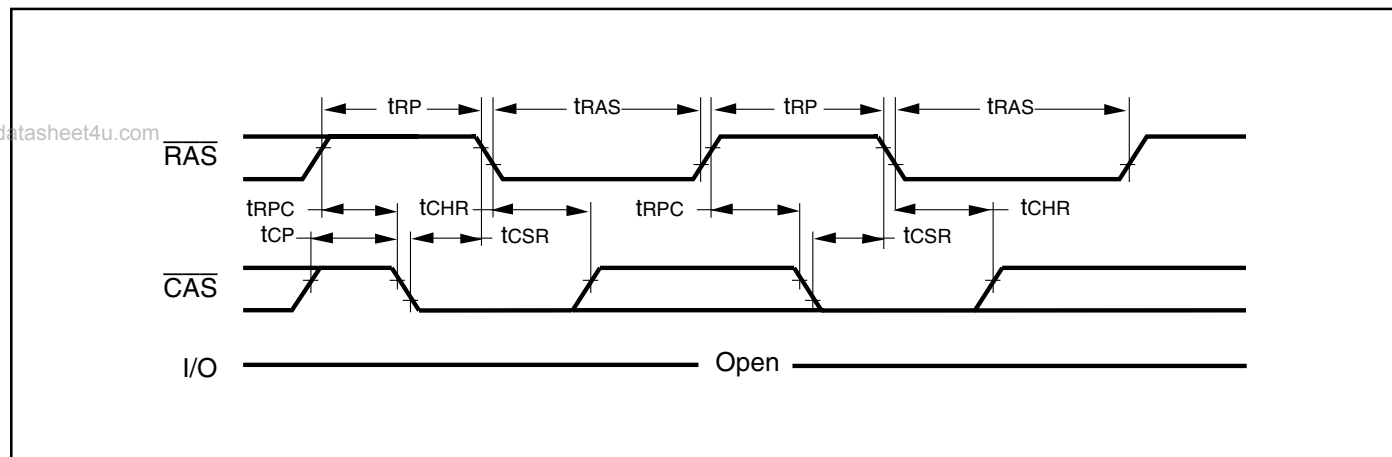 tRP tRAS tRP tRAS
datasheet4u.com
RAS
tRPC tCHR tRPC tCHR
tCP tCSR tCSR
CAS
I/O Open